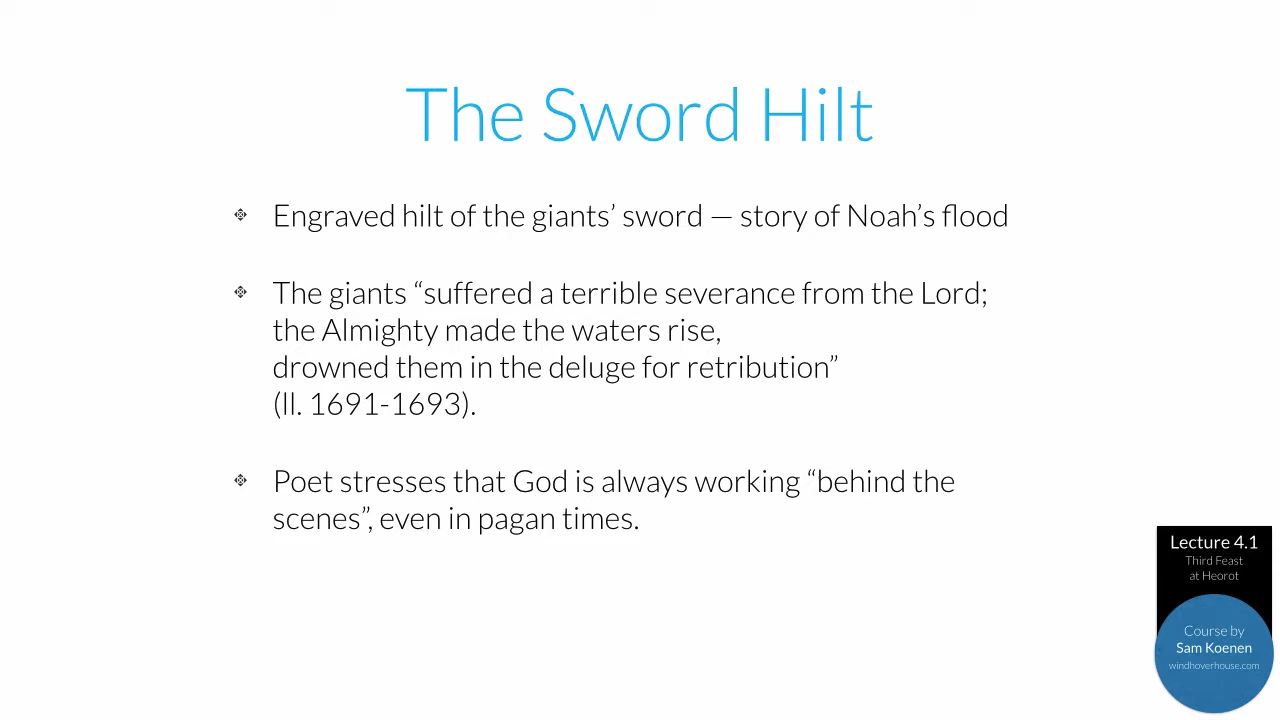 The Sword Hilt
Engraved hilt of the giants’ sword — story of Noah’s flood
The giants “suffered a terrible severance from the Lord;
the Almighty made the waters rise,
drowned them in the deluge for retribution”
(ll. 1691-1693).
Poet stresses that God is always working “behind the
scenes”, even in pagan times.
Lecture 4.1
Third Feast
at Heorot
Course by
Sam Koenen
windhoverhouse.com